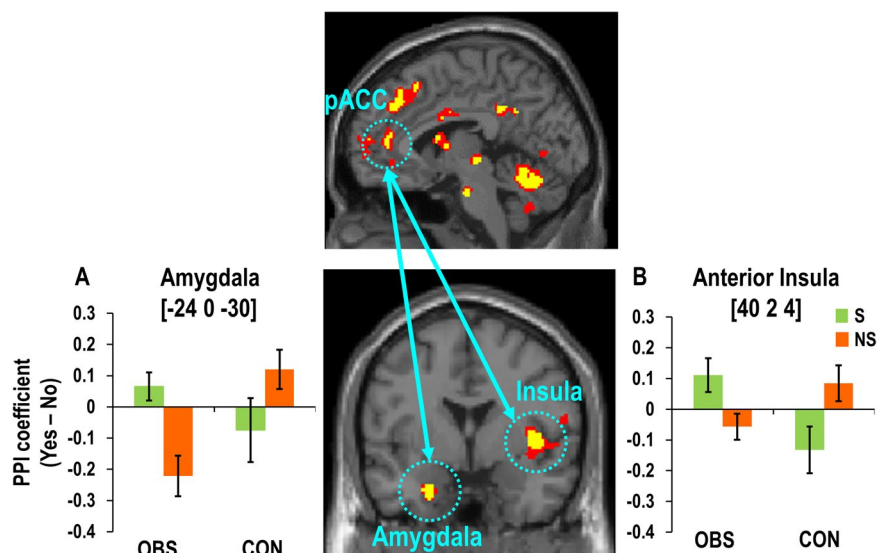 pACC
A
Amygdala
[-24 0 -30]
0.3
0.2
0.1
0
-0.1
-0.2
-0.3
-0.4
PPI coefficient
(Yes – No)
OBS
CON
Insula
Amygdala
B
Anterior Insula
[40 2 4]
S
NS
0.3
0.2
0.1
0
-0.1
-0.2
-0.3
-0.4
OBS
CON